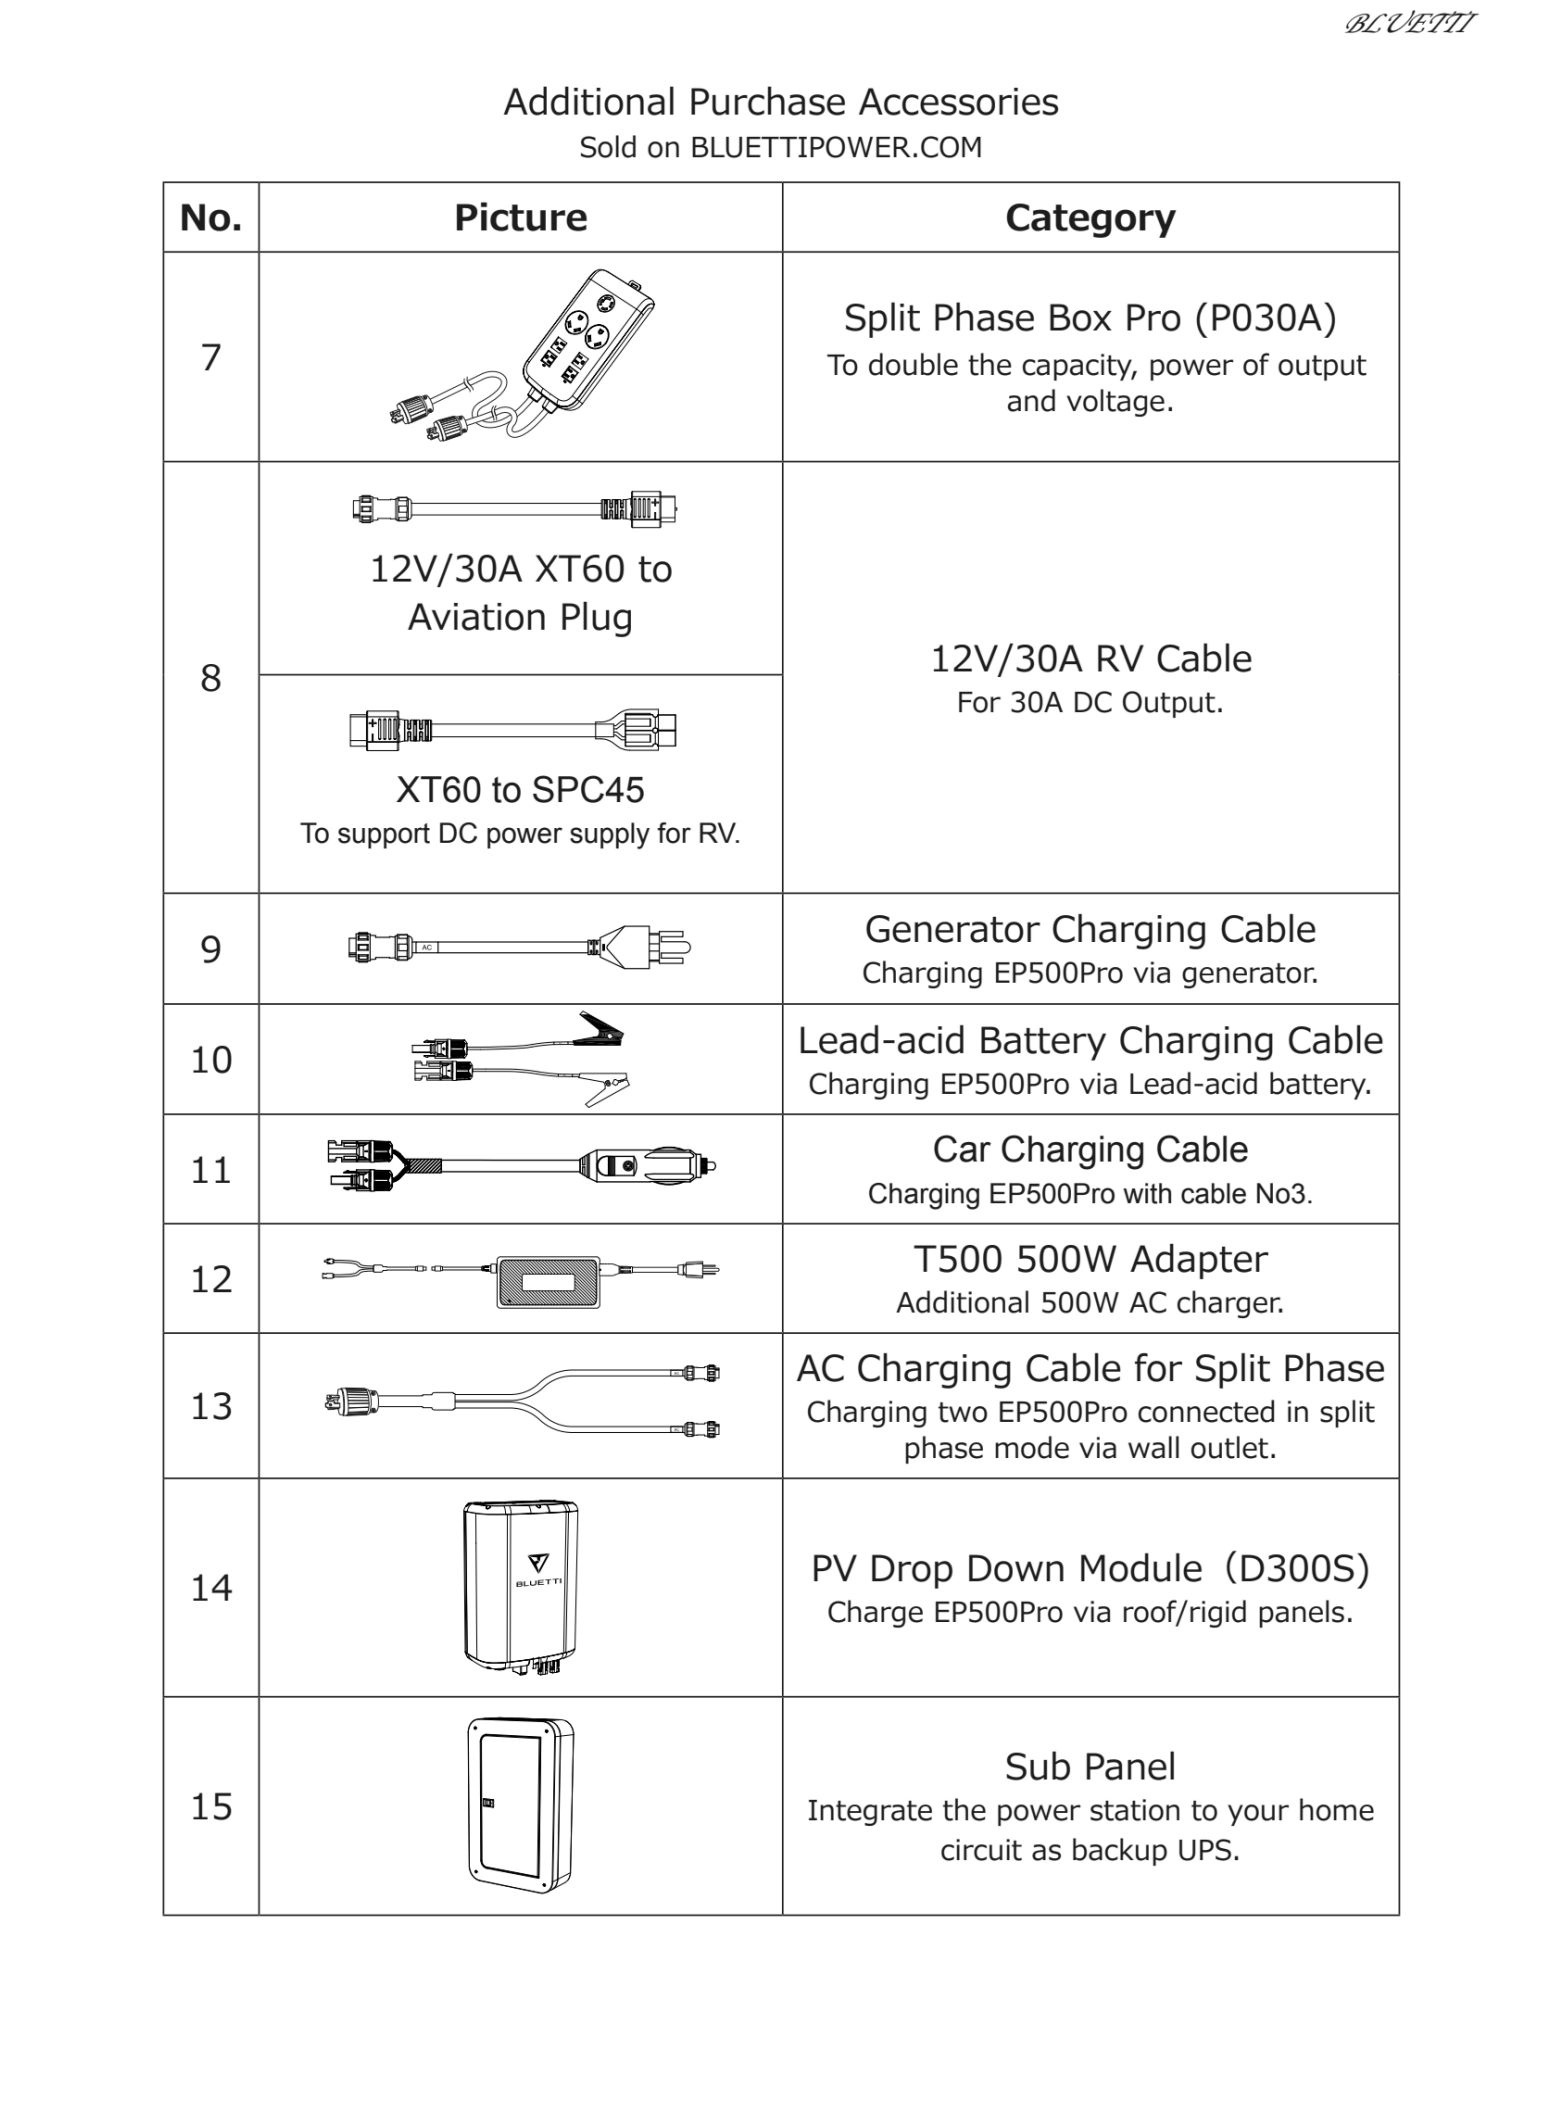 BLUETTI
Additional Purchase Accessories
Sold on BLUETTIPOWER.COM
No.
Picture
Category
7
Split Phase Box Pro (P030A)
To double the capacity, power of output
and voltage.
8
+
-
12V/30A XT60 to
Aviation Plug
+
-
XT60 to SPC45
To support DC power supply for RV.
12V/30A RV Cable
For 30A DC Output.
9
AC
Generator Charging Cable
Charging EP500Pro via generator.
10
Lead-acid Battery Charging Cable
Charging EP500Pro via Lead-acid battery.
11
Car Charging Cable
Charging EP500Pro with cable No3.
12
T500 500W Adapter
Additional 500W AC charger.
13
AC
AC
AC Charging Cable for Split Phase
Charging two EP500Pro connected in split
phase mode via wall outlet.
14
BLUETTI
PV Drop Down Module（D300S)
Charge EP500Pro via roof/rigid panels.
15
Sub Panel
Integrate the power station to your home
circuit as backup UPS.